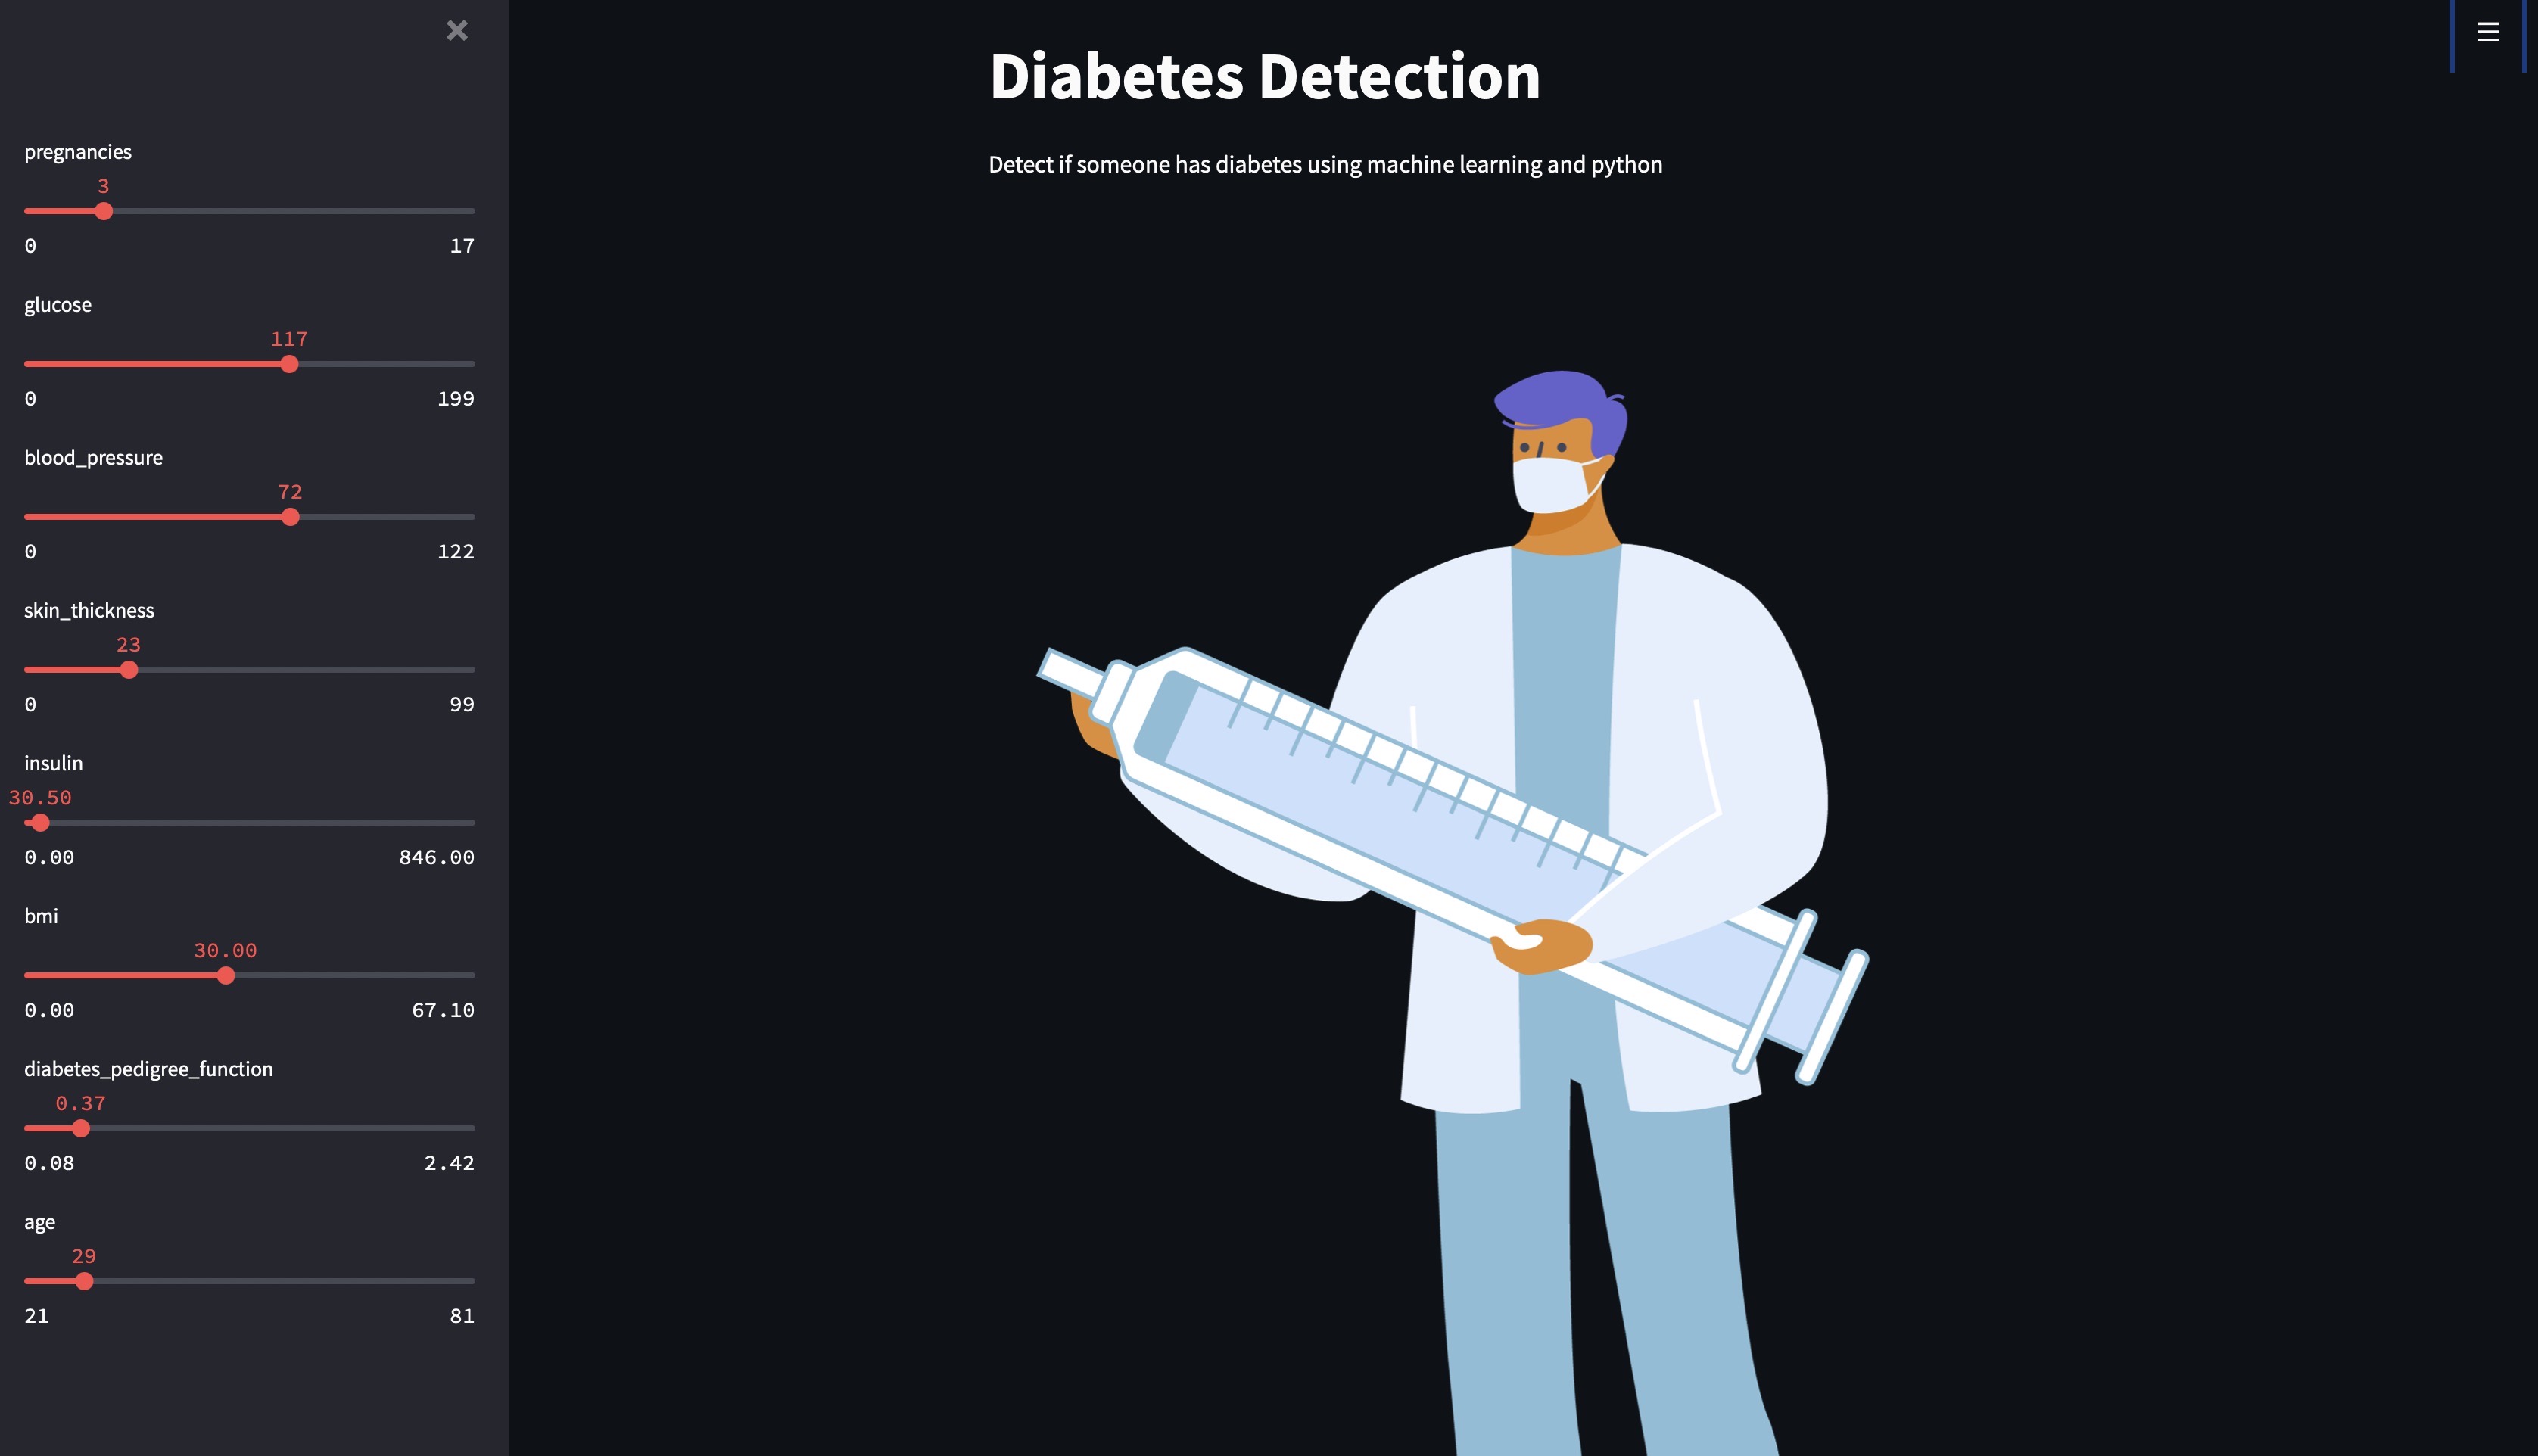 pregnancies
3
0 17
glucose
117
0 199
blood_pressure
72
0 122
skin_thickness
23
0 99
insulin
30.50
0.00 846.00
bmi
30.00
0.00 67.10
diabetes_pedigree_function
0.37
0.08 2.42
age
29
21 81
Diabetes Detection
Detect if someone has diabetes using machine learning and python